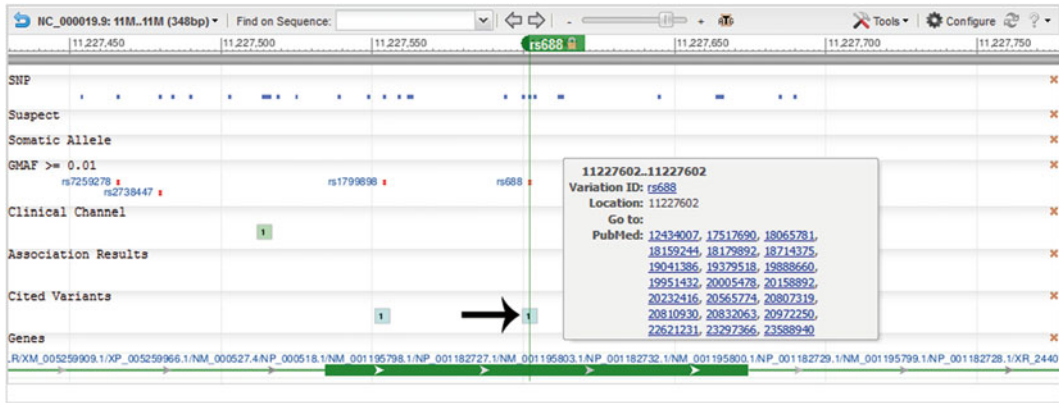 NC_000019.9: 11M..11M (348bp) Find on Sequence: - + Tools Configure ?
11,227,450 11,227,500 11,227,550 rs688 11,227,650 11,227,700 11,227,750
SNP
Suspect
Somatic Allele
GMAF >= 0.01
rs7259278 rs1799898 rs688
rs2738447
Clinical Channel
1
Association Results
Cited Variants
1 1
Genes
.R/XM_005259909.1/XP_005259966.1/NM_000527.4/NP_000518.1/NM_001195798.1/NP_001182727.1/NM_001195803.1/NP_001182732.1/NM_001195800.1/NP_001182729.1/NM_001195799.1/NP_001182728.1/XR_2440
11227602..11227602
Variation ID: rs688
Location: 11227602
Go to:
PubMed: 12434007, 17517690, 18065781,
18159244, 18179892, 18714375,
19041386, 19379518, 19888660,
19951432, 20005478, 20158892,
20232416, 20565774, 20807319,
20810930, 20832063, 20972250,
22621231, 23297366, 23588940